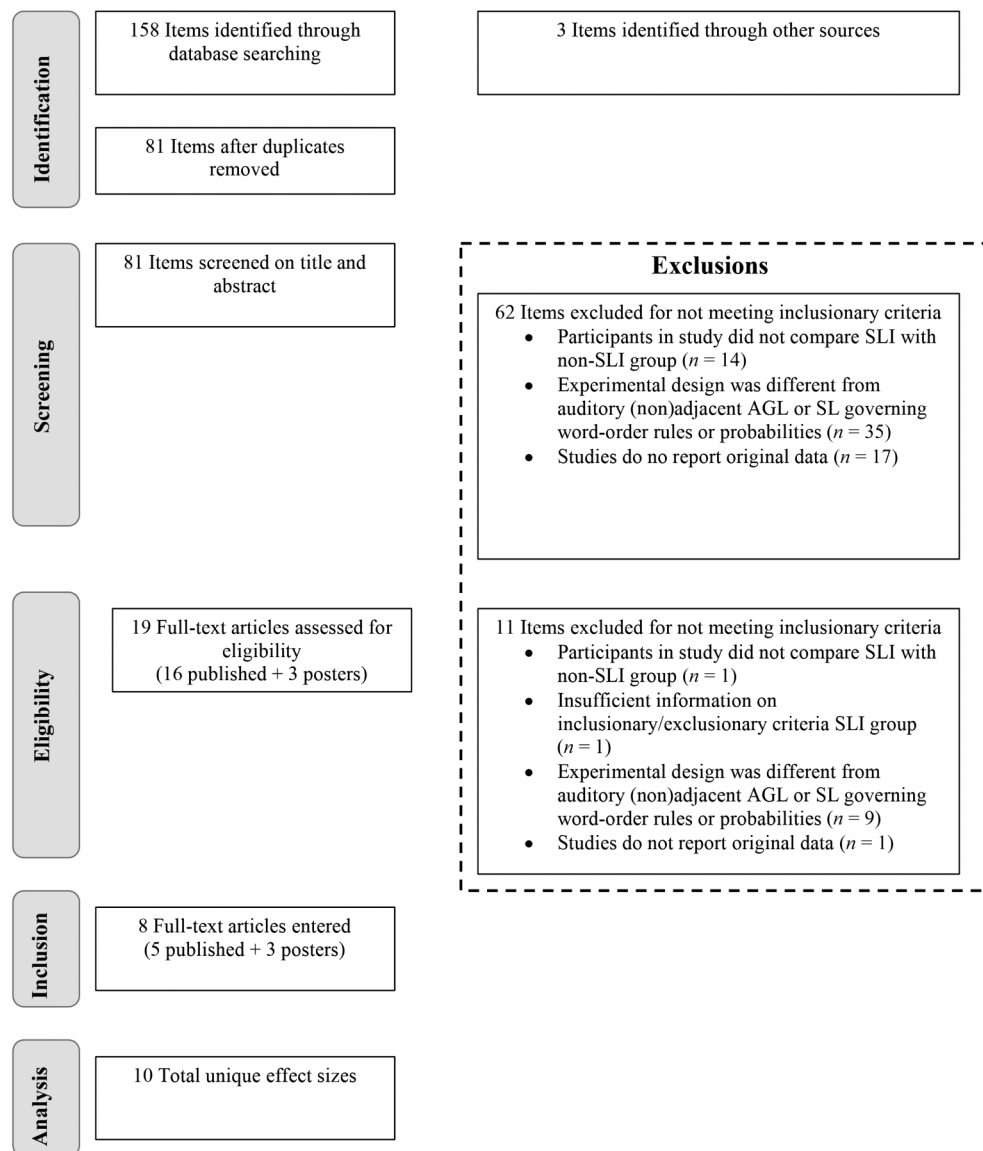 Identification
158 Items identified through
database searching
3 Items identified through other sources
81 Items after duplicates
removed
Screening
81 Items screened on title and
abstract
Exclusions
62 Items excluded for not meeting inclusionary criteria
• Participants in study did not compare SLI with
non-SLI group (n = 14)
• Experimental design was different from
auditory (non)adjacent AGL or SL governing
word-order rules or probabilities (n = 35)
• Studies do no report original data (n = 17)
Eligibility
19 Full-text articles assessed for
eligibility
(16 published + 3 posters)
11 Items excluded for not meeting inclusionary criteria
• Participants in study did not compare SLI with
non-SLI group (n = 1)
• Insufficient information on
inclusionary/exclusionary criteria SLI group
(n = 1)
• Experimental design was different from
auditory (non)adjacent AGL or SL governing
word-order rules or probabilities (n = 9)
• Studies do not report original data (n = 1)
Inclusion
8 Full-text articles entered
(5 published + 3 posters)
Analysis
10 Total unique effect sizes